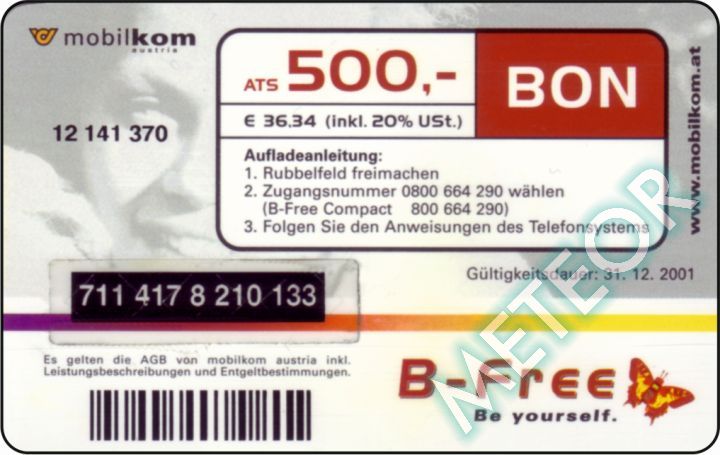 mobilkom
austria
ATS 500,-
BON
€ 36.34 (inkl. 20% USt.)
12 141 370
Aufladeanleitung:
1. Rubbelfeld freimachen
2. Zugangsnummer 0800 664 290 wählen
(B-Free Compact 800 664 290)
3. Folgen Sie den Anweisungen des Telefonsystems
www.mobilkom.at
Gültigkeitsdauer: 31. 12. 2001
711 417 8 210 133
Es gelten die AGB von mobilkom austria inkl.
Leistungsbeschreibungen und Entgeltbestimmungen.
B-Free
Be yourself.
METEOR